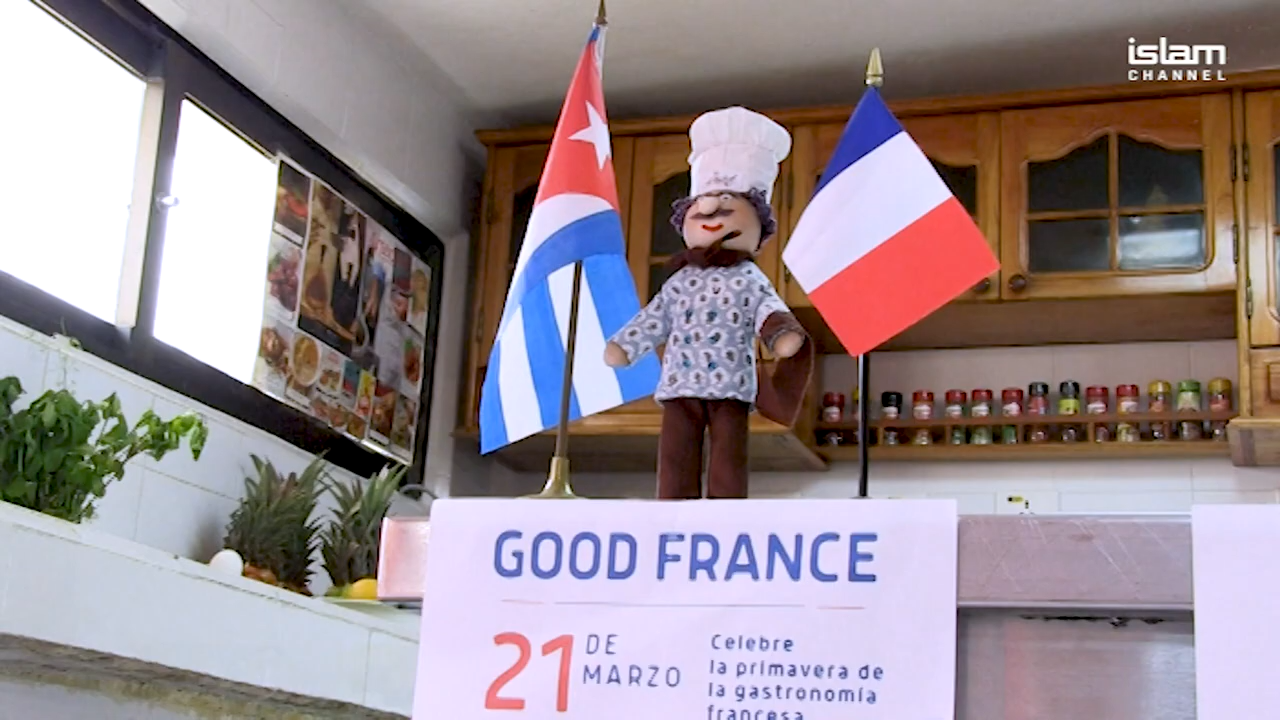 islam
CHANNEL
GOOD FRANCE
21 DE MARZO
Celebre
la primavera de
la gastronomía
francesa